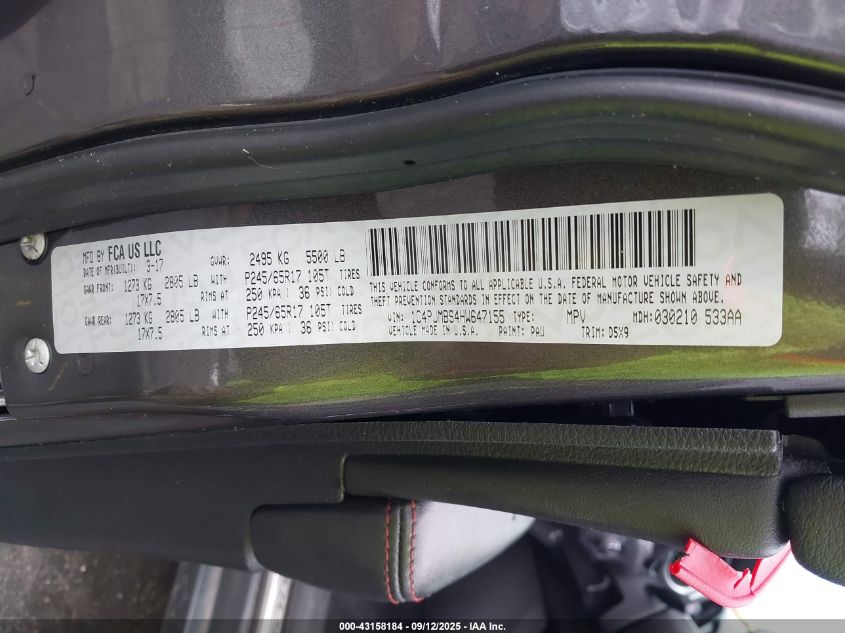 MFD BY FCA US LLC
DATE OF MFR(BUILT): 3-17 GVWR: 2495 KG 5500 LB
GAWR FRONT: 1273 KG 2805 LB WITH P245/65R17 105T TIRES
17X7.5 RIMS AT 250 KPA ( 36 PSI) COLD
GAWR REAR: 1273 KG 2805 LB WITH P245/65R17 105T TIRES
17X7.5 RIMS AT 250 KPA ( 36 PSI) COLD
THIS VEHICLE CONFORMS TO ALL APPLICABLE U.S.A. FEDERAL MOTOR VEHICLE SAFETY AND
THEFT PREVENTION STANDARDS IN EFFECT ON THE DATE OF MANUFACTURE SHOWN ABOVE.
VIN: 1C4PJMBS4HW647155 TYPE: MPV MDH: 030210 533AA
MADE IN U.S.A. PAINT: PAU TRIM: D5X9
000-43158184 - 09/12/2025 - IAA Inc.